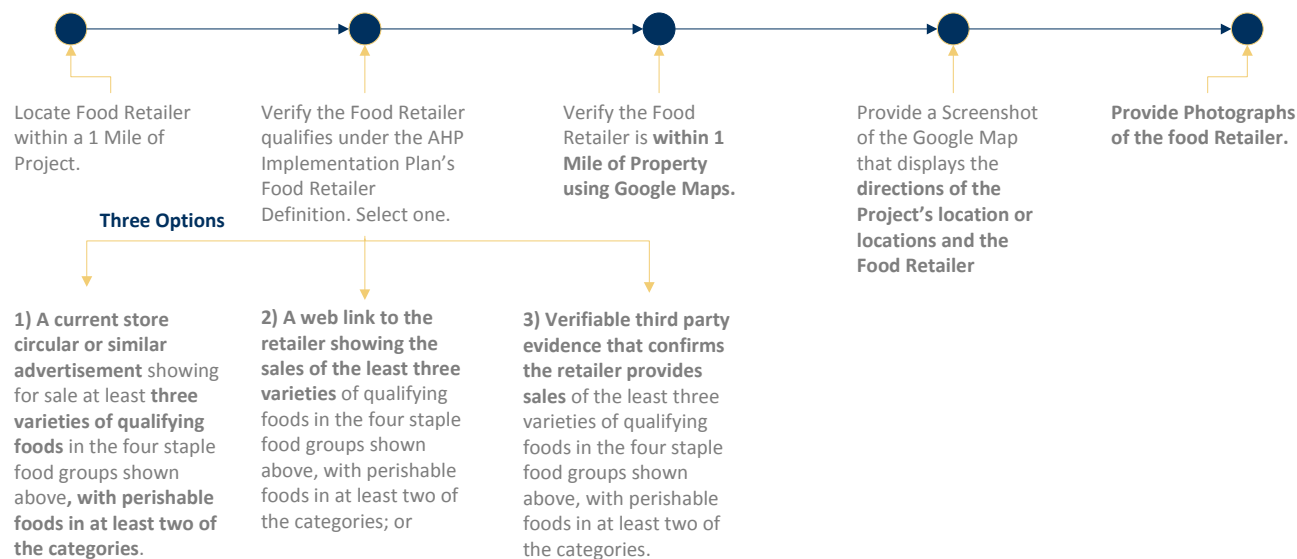 Locate Food Retailer
within a 1 Mile of
Project.
Verify the Food Retailer
qualifies under the AHP
Implementation Plan’s
Food Retailer
Definition. Select one.
Verify the Food
Retailer is within 1
Mile of Property
using Google Maps.
Provide a Screenshot
of the Google Map
that displays the
directions of the
Project’s location or
locations and the
Food Retailer
Provide Photographs
of the food Retailer.
Three Options
1) A current store
circular or similar
advertisement showing
for sale at least three
varieties of qualifying
foods in the four staple
food groups shown
above, with perishable
foods in at least two of
the categories.
2) A web link to the
retailer showing the
sales of the least three
varieties of qualifying
foods in the four staple
food groups shown
above, with perishable
foods in at least two of
the categories; or
3) Verifiable third party
evidence that confirms
the retailer provides
sales of the least three
varieties of qualifying
foods in the four staple
food groups shown
above, with perishable
foods in at least two of
the categories.